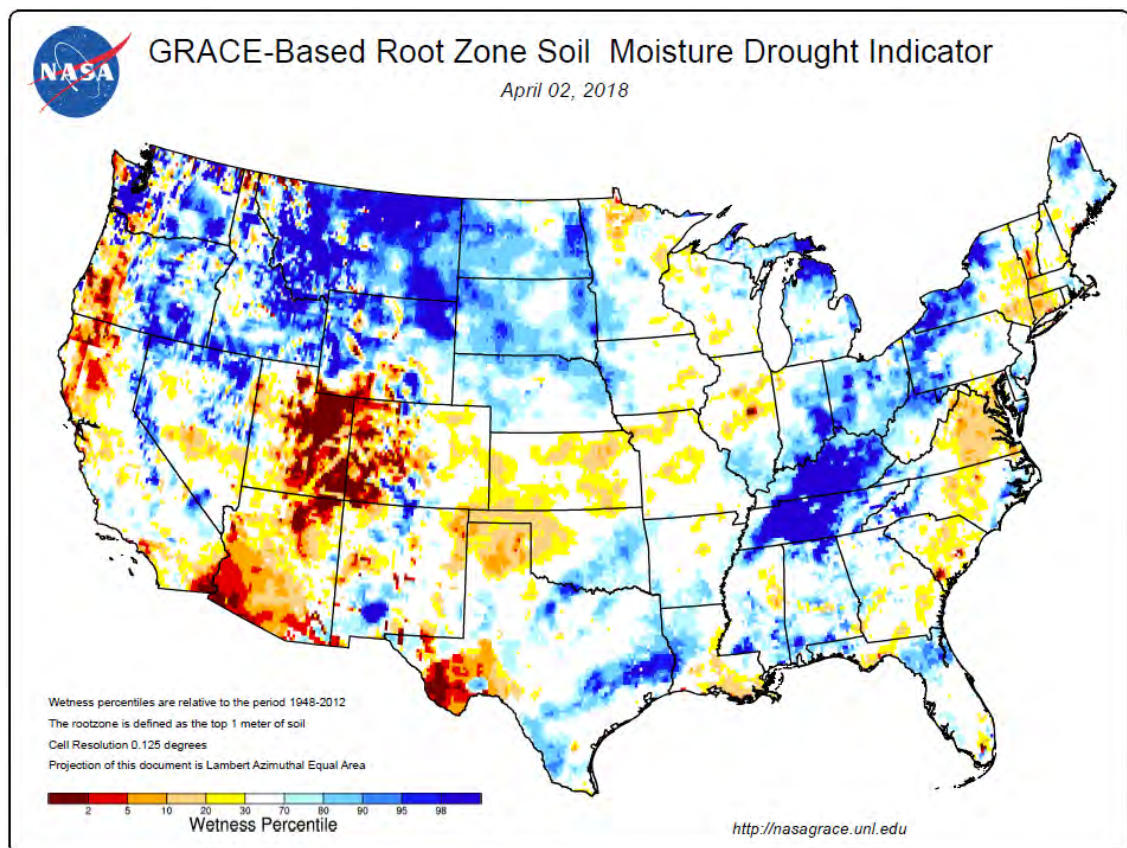 NASA
GRACE-Based Root Zone Soil Moisture Drought Indicator
April 02, 2018
Wetness percentiles are relative to the period 1948-2012
The rootzone is defined as the top 1 meter of soil
Cell Resolution 0.125 degrees
Projection of this document is Lambert Azimuthal Equal Area
2 5 10 20 30 70 80 90 95 98
Wetness Percentile
http://nasagrace.unl.edu